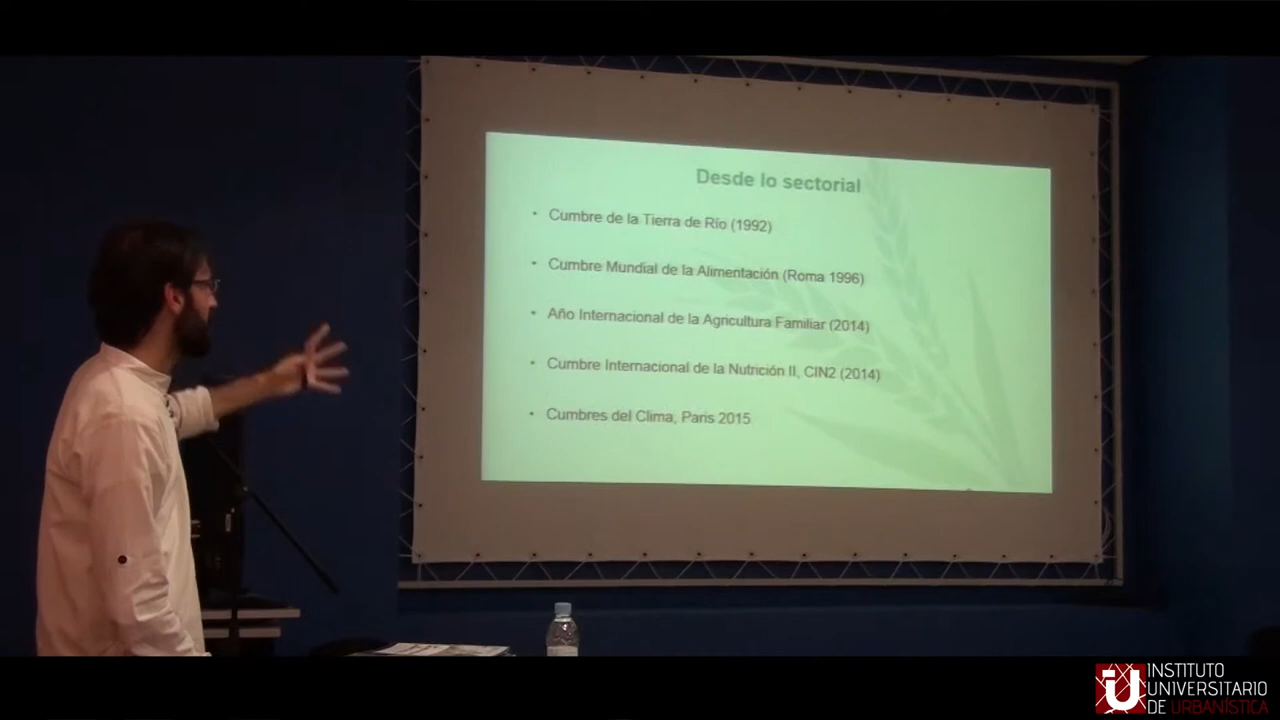 Desde lo sectorial
• Cumbre de la Tierra de Río (1992)
• Cumbre Mundial de la Alimentación (Roma 1996)
• Año Internacional de la Agricultura Familiar (2014)
• Cumbre Internacional de la Nutrición II, CIN2 (2014)
• Cumbres del Clima, Paris 2015
iU INSTITUTO
UNIVERSITARIO
DE URBANÍSTICA